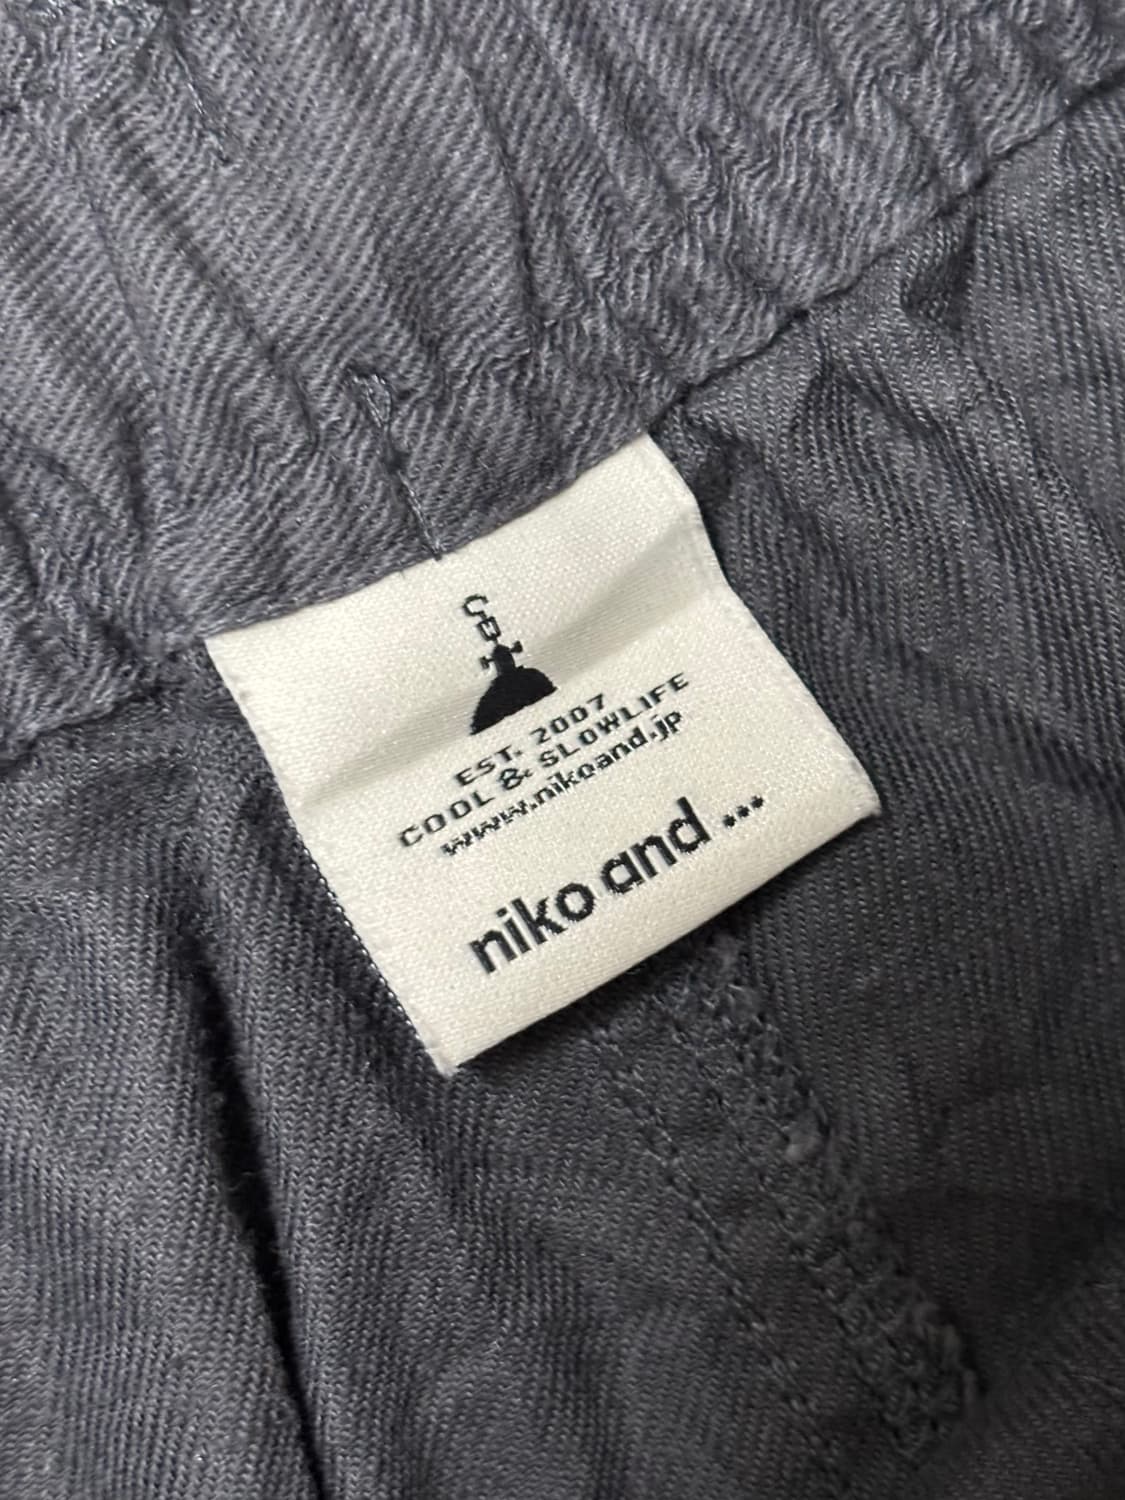 EST. 2007
COOL & SLOWLIFE
www.nikoand.jp
niko and ...